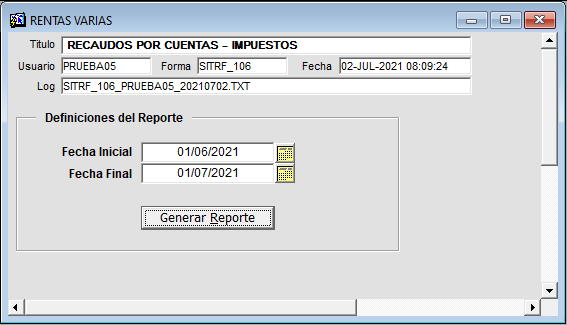 RENTAS VARIAS
Titulo RECAUDOS POR CUENTAS – IMPUESTOS
Usuario PRUEBA05 Forma SITRF_106 Fecha 02-JUL-2021 08:09:24
Log SITRF_106_PRUEBA05_20210702.TXT
Definiciones del Reporte
Fecha Inicial 01/06/2021
Fecha Final 01/07/2021
Generar Reporte